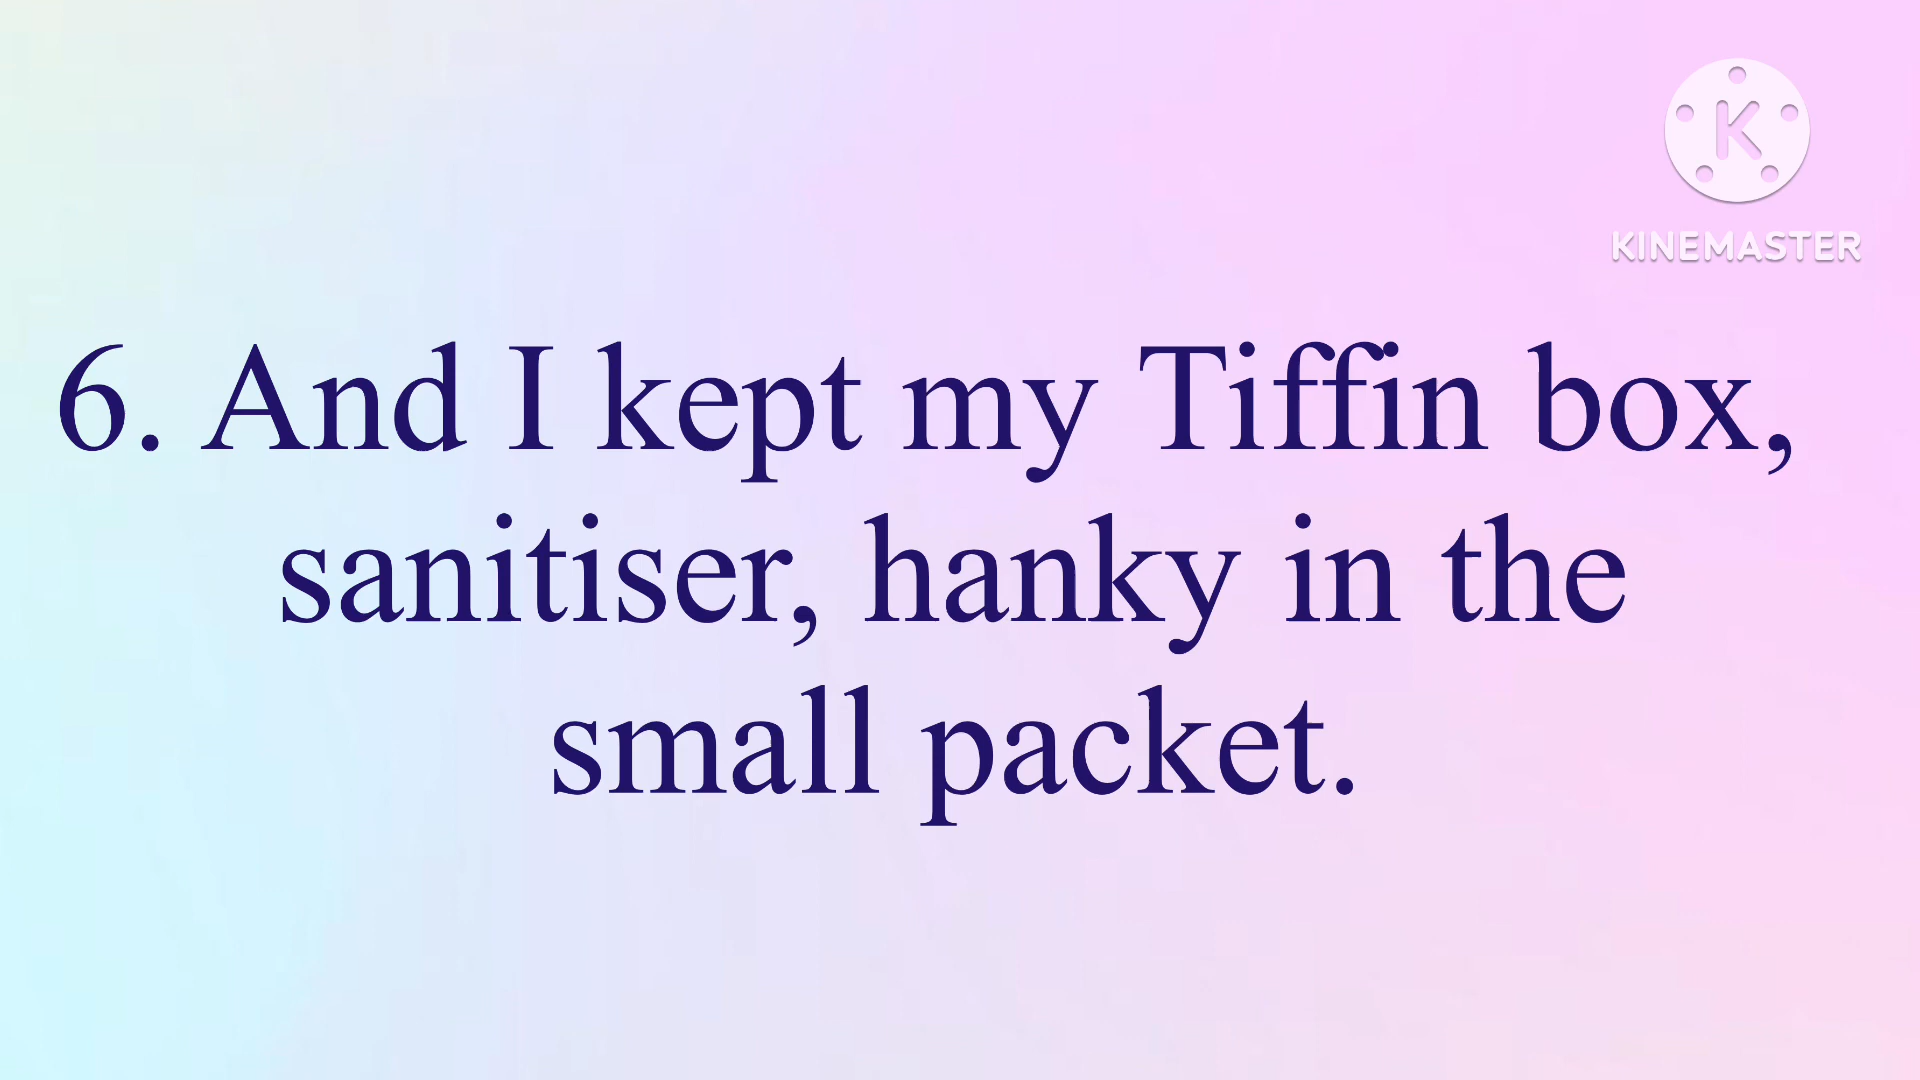 K
KINEMASTER
6. And I kept my Tiffin box,
sanitiser, hanky in the
small packet.